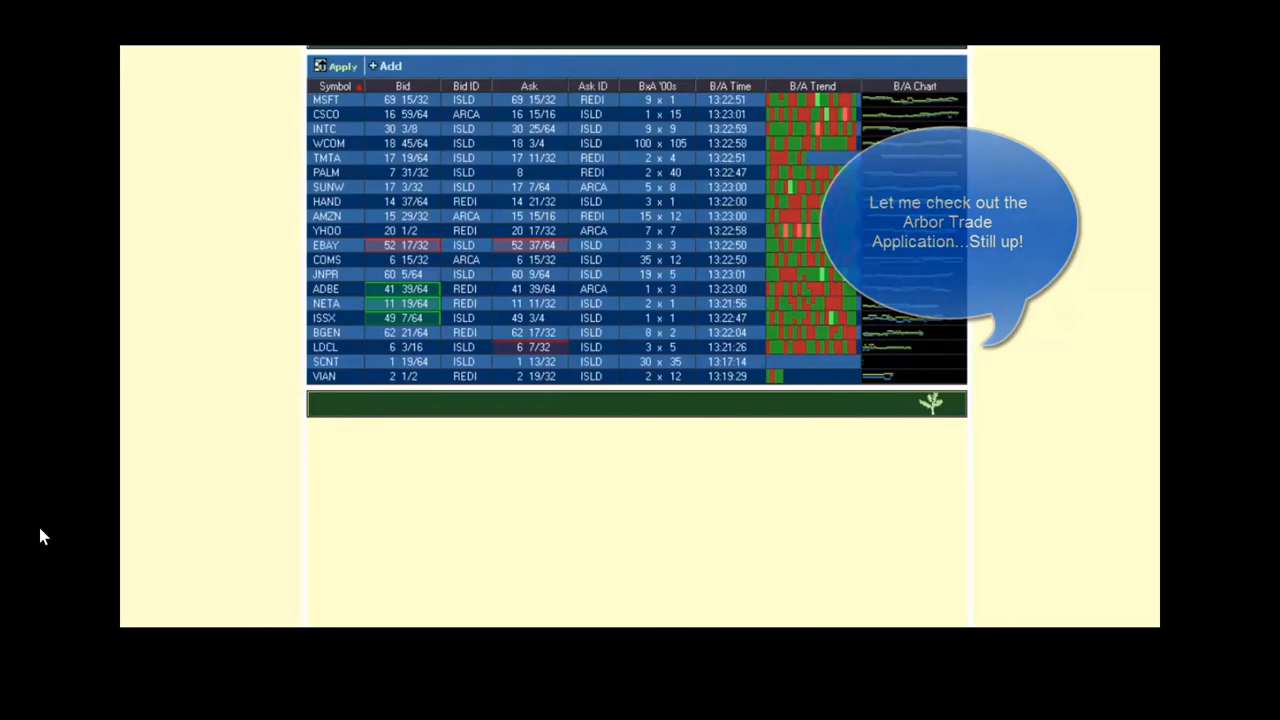 Apply + Add
Symbol Bid Bid ID Ask Ask ID BxA '00s B/A Time B/A Trend B/A Chart
MSFT 69 15/32 ISLD 69 15/32 REDI 9 x 1 13:22:51
CSCO 16 59/64 ARCA 16 15/16 ISLD 1 x 15 13:23:01
INTC 30 3/8 ISLD 30 25/64 ISLD 9 x 9 13:22:59
WCOM 18 45/64 ISLD 18 3/4 ISLD 100 x 105 13:22:58
TMTA 17 19/64 ISLD 17 11/32 REDI 2 x 4 13:22:51
PALM 7 31/32 ISLD 8 REDI 2 x 40 13:22:47
SUNW 17 3/32 ISLD 17 7/64 ARCA 5 x 8 13:23:00
HAND 14 37/64 REDI 14 21/32 ISLD 3 x 1 13:22:00
AMZN 15 29/32 ARCA 15 15/16 REDI 15 x 12 13:23:00
YHOO 20 1/2 REDI 20 17/32 ARCA 7 x 7 13:22:58
EBAY 52 17/32 ISLD 52 37/64 ISLD 3 x 3 13:22:50
COMS 6 15/32 ARCA 6 15/32 ISLD 35 x 12 13:22:50
JNPR 60 5/64 ISLD 60 9/64 ISLD 19 x 5 13:23:01
ADBE 41 39/64 REDI 41 39/64 ARCA 1 x 3 13:23:00
NETA 11 19/64 REDI 11 11/32 ISLD 2 x 1 13:21:56
ISSX 49 7/64 ISLD 49 3/4 ISLD 1 x 1 13:22:47
BGEN 62 21/64 REDI 62 17/32 ISLD 8 x 2 13:22:04
LDCL 6 3/16 ISLD 6 7/32 ISLD 3 x 5 13:21:26
SCNT 1 19/64 ISLD 1 13/32 ISLD 30 x 35 13:17:14
VIAN 2 1/2 REDI 2 19/32 ISLD 2 x 12 13:19:29
Let me check out the
Arbor Trade
Application...Still up!